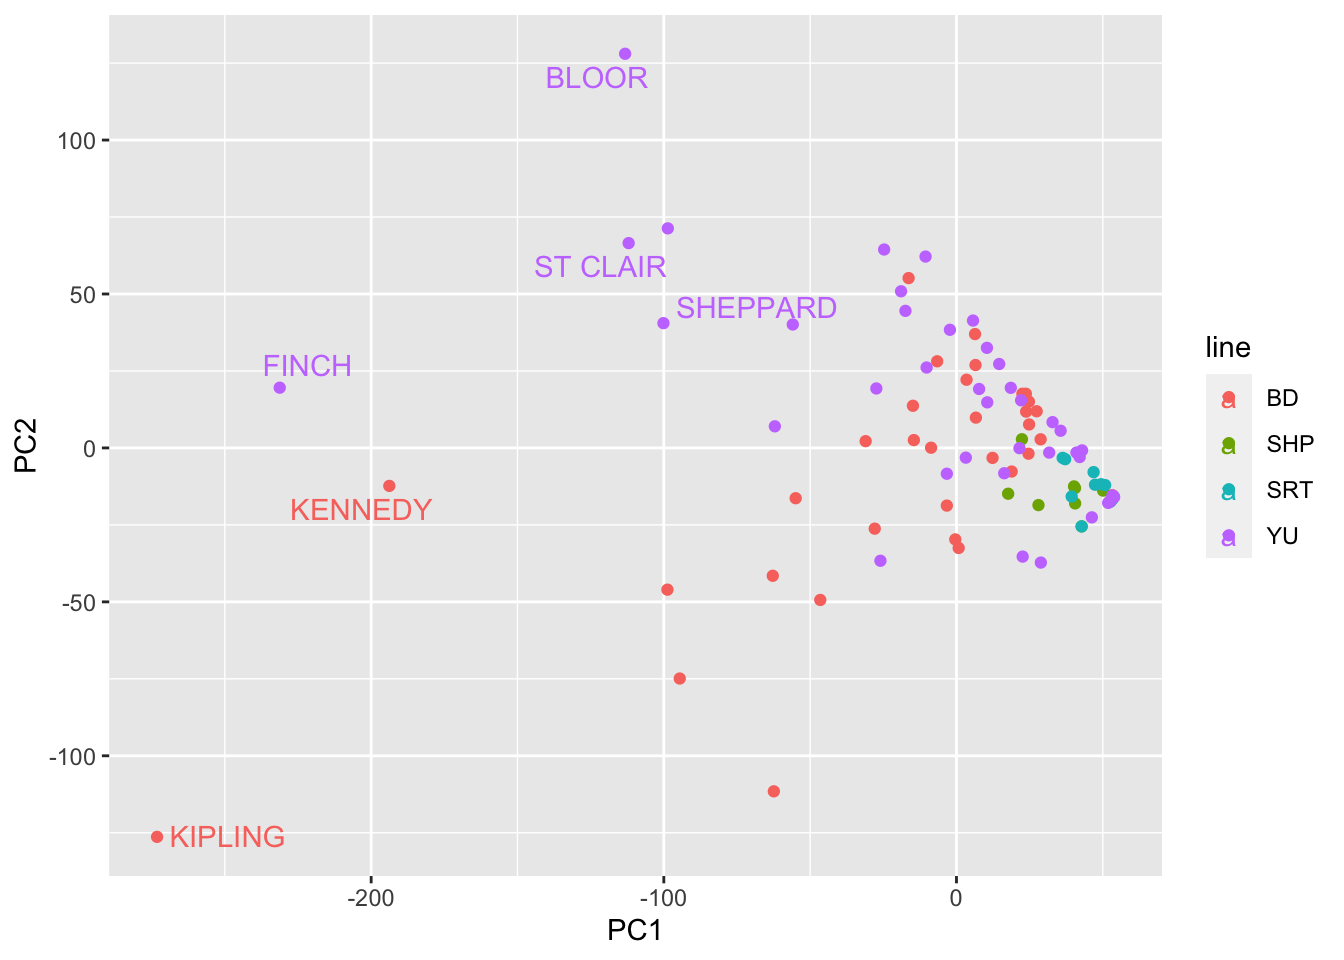 BLOOR
100
ST CLAIR
50
SHEPPARD
FINCH
0
KENNEDY
-50
-100
KIPLING
-200
-100
0
PC1
PC2
line
a BD
a SHP
a SRT
a YU